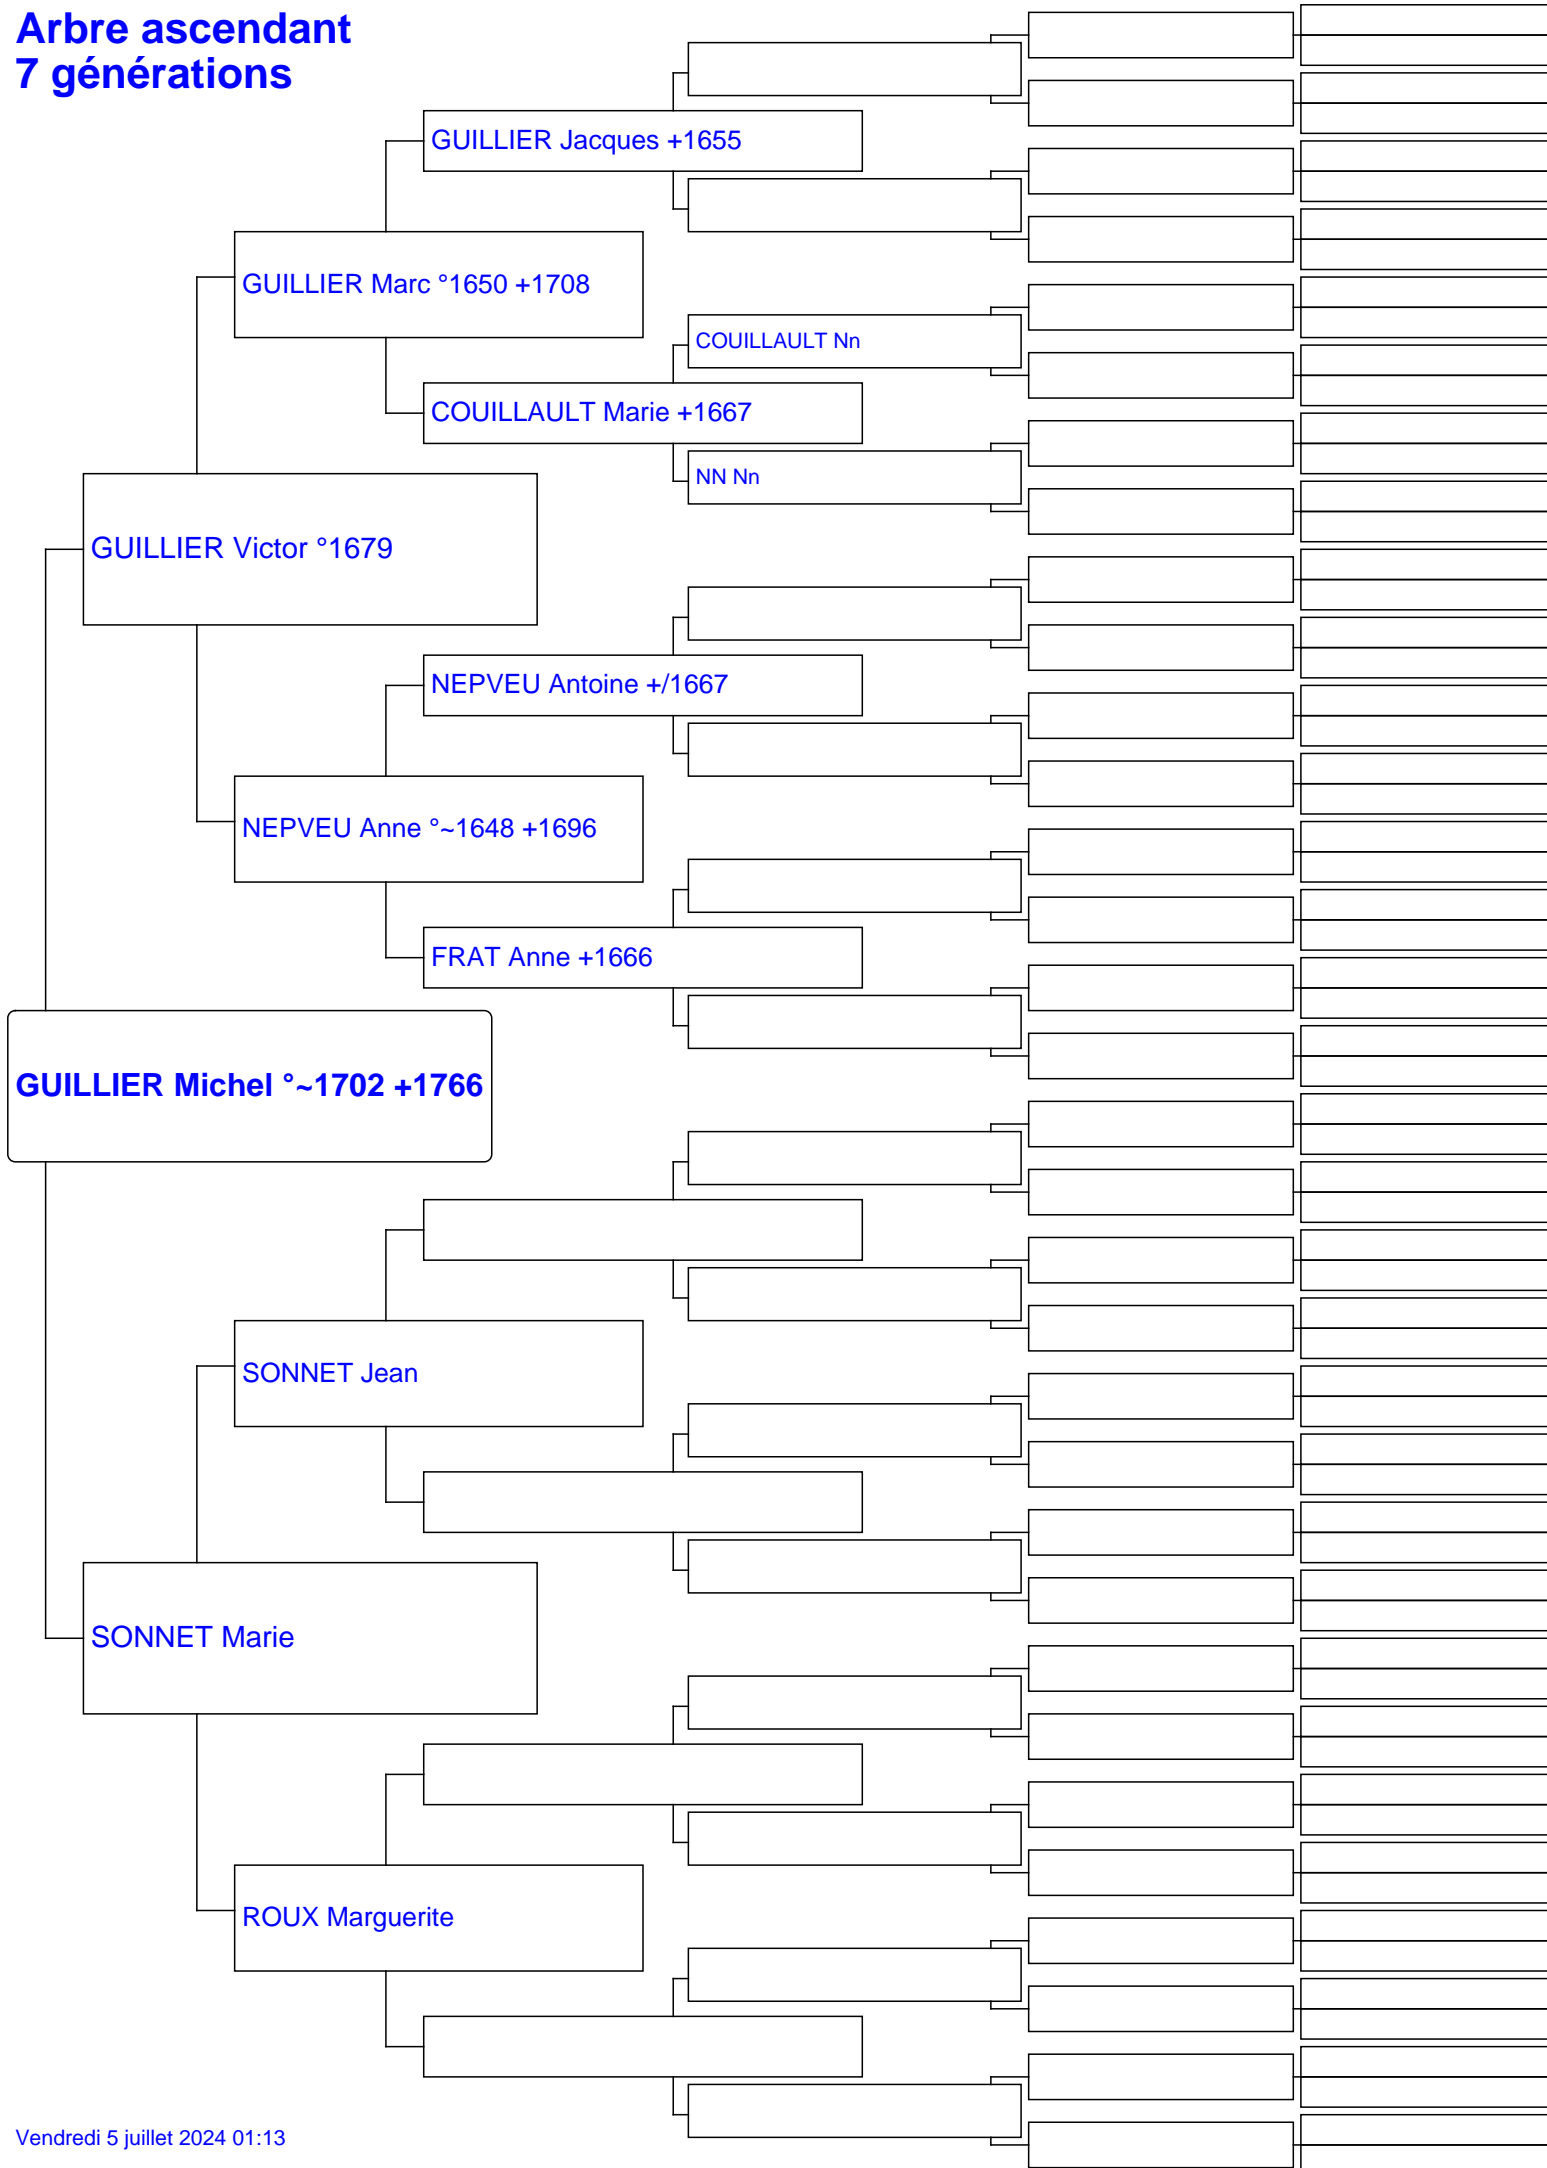 Arbre ascendant
7 générations
GUILLIER Jacques +1655
GUILLIER Marc °1650 +1708
COUILLAULT Nn
COUILLAULT Marie +1667
NN Nn
GUILLIER Victor °1679
NEPVEU Antoine +/1667
NEPVEU Anne °~1648 +1696
FRAT Anne +1666
GUILLIER Michel °~1702 +1766
SONNET Jean
SONNET Marie
ROUX Marguerite
Vendredi 5 juillet 2024 01:13